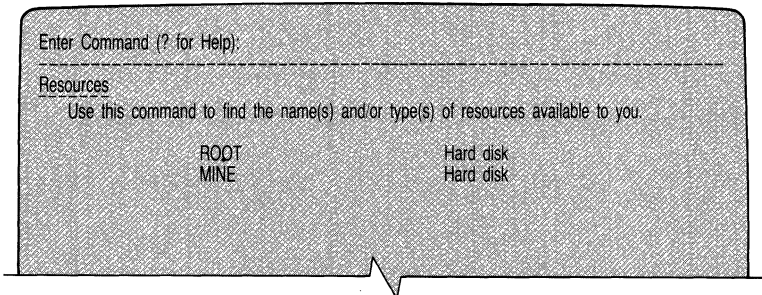 Enter Command (? for Help):
Resources
Use this command to find the name(s) and/or type(s) of resources available to you.
ROOT Hard disk
MINE Hard disk